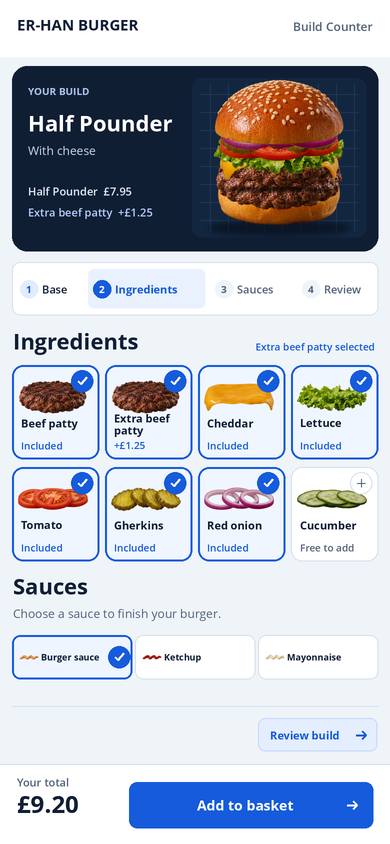 ER-HAN BURGER
Build Counter
YOUR BUILD
Half Pounder
With cheese
Half Pounder £7.95
Extra beef patty +£1.25
1 Base
2 Ingredients
3 Sauces
4 Review
Ingredients
Extra beef patty selected
Beef patty
Included
Extra beef
patty
+£1.25
Cheddar
Included
Lettuce
Included
Tomato
Included
Gherkins
Included
Red onion
Included
Cucumber
Free to add
Sauces
Choose a sauce to finish your burger.
Burger sauce
Ketchup
Mayonnaise
Review build
Your total
£9.20
Add to basket